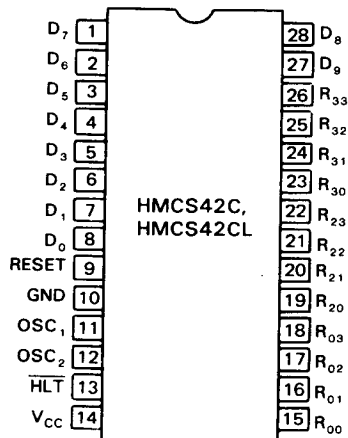 D₇ 1
D₆ 2
D₅ 3
D₄ 4
D₃ 5
D₂ 6
D₁ 7
D₀ 8
RESET 9
GND 10
OSC₁ 11
OSC₂ 12
H̅L̅T̅ 13
V_CC 14
HMCS42C,
HMCS42CL
28 D₈
27 D₉
26 R₃₃
25 R₃₂
24 R₃₁
23 R₃₀
22 R₂₃
21 R₂₂
20 R₂₁
19 R₂₀
18 R₀₃
17 R₀₂
16 R₀₁
15 R₀₀